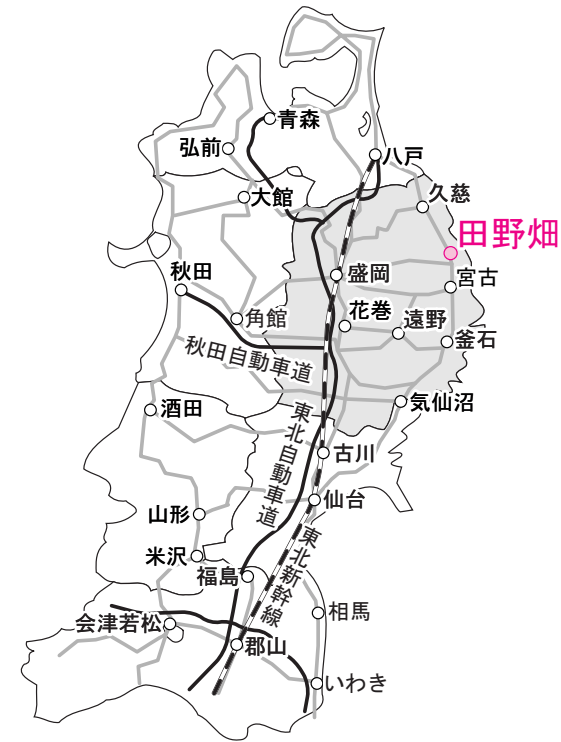 青森
弘前
八戸
大館
久慈
田野畑
秋田
盛岡
宮古
角館
花巻
遠野
釜石
秋田自動車道
酒田
気仙沼
東北自動車道
古川
仙台
山形
米沢
福島
東北新幹線
会津若松
相馬
郡山
いわき